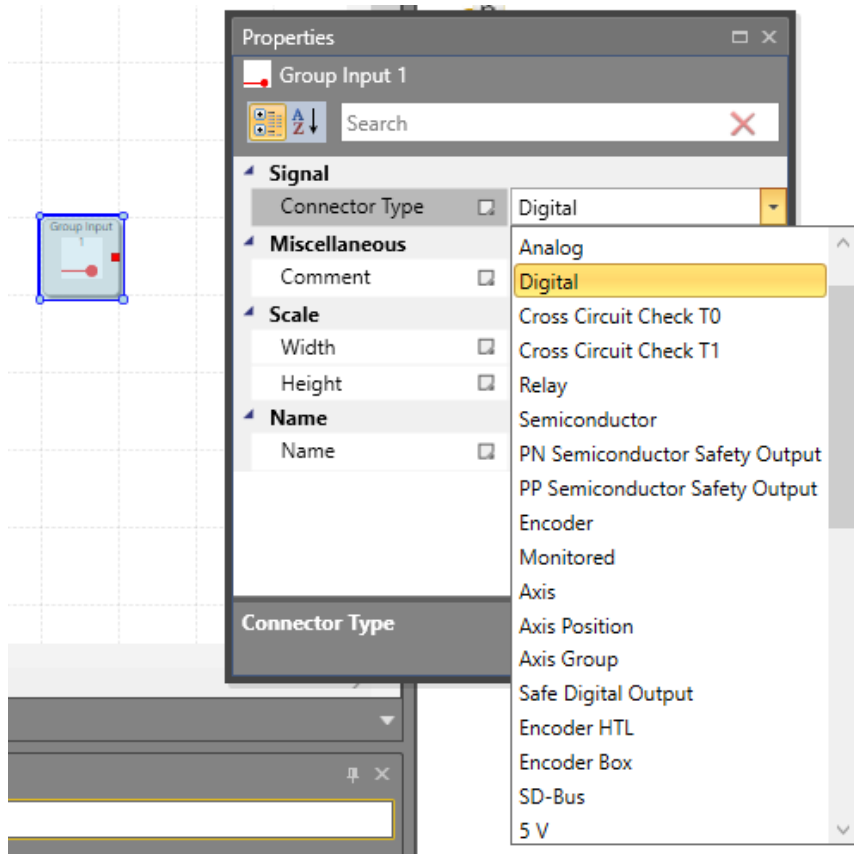 Properties
Group Input 1
Search
Signal
Connector Type
Digital
Miscellaneous
Comment
Scale
Width
Height
Name
Name
Analog
Digital
Cross Circuit Check T0
Cross Circuit Check T1
Relay
Semiconductor
PN Semiconductor Safety Output
PP Semiconductor Safety Output
Encoder
Monitored
Axis
Axis Position
Axis Group
Safe Digital Output
Encoder HTL
Encoder Box
SD-Bus
5 V
Connector Type
Group Input
1